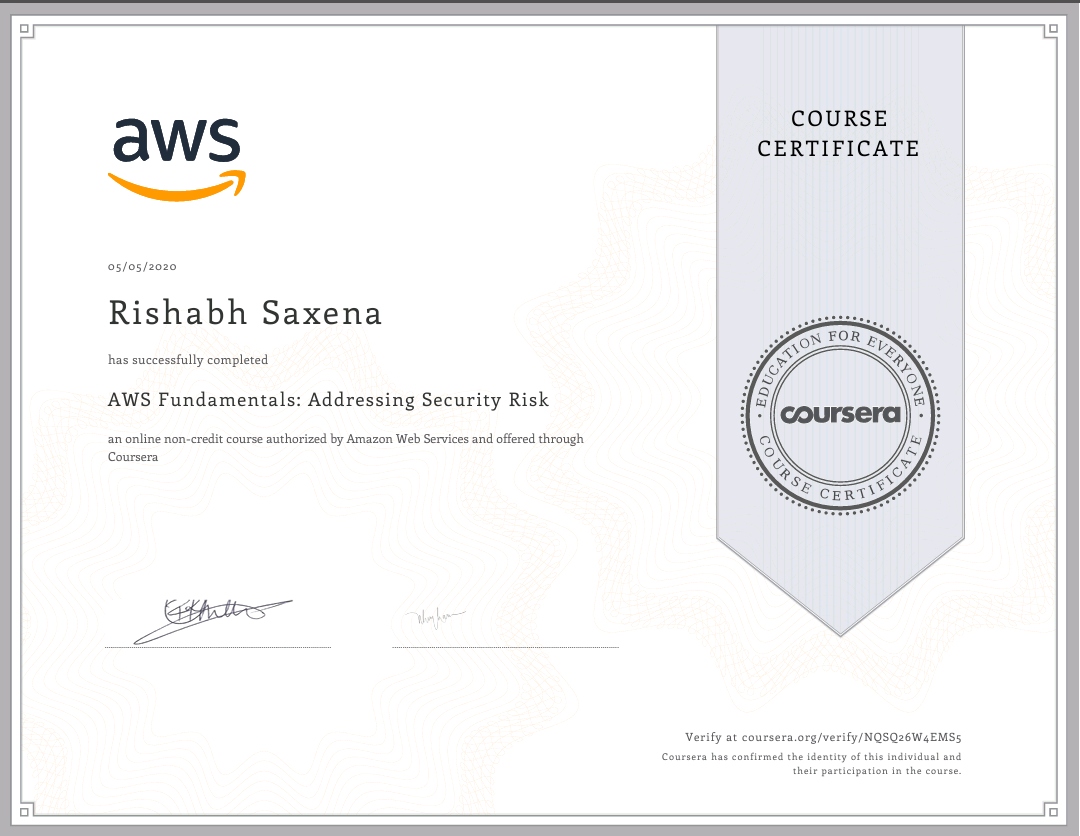 aws
COURSE
CERTIFICATE
05/05/2020
Rishabh Saxena
has successfully completed
AWS Fundamentals: Addressing Security Risk
an online non-credit course authorized by Amazon Web Services and offered through
Coursera
EDUCATION FOR EVERYONE
coursera
COURSE CERTIFICATE
Verify at coursera.org/verify/NQSQ26W4EMS5
Coursera has confirmed the identity of this individual and
their participation in the course.